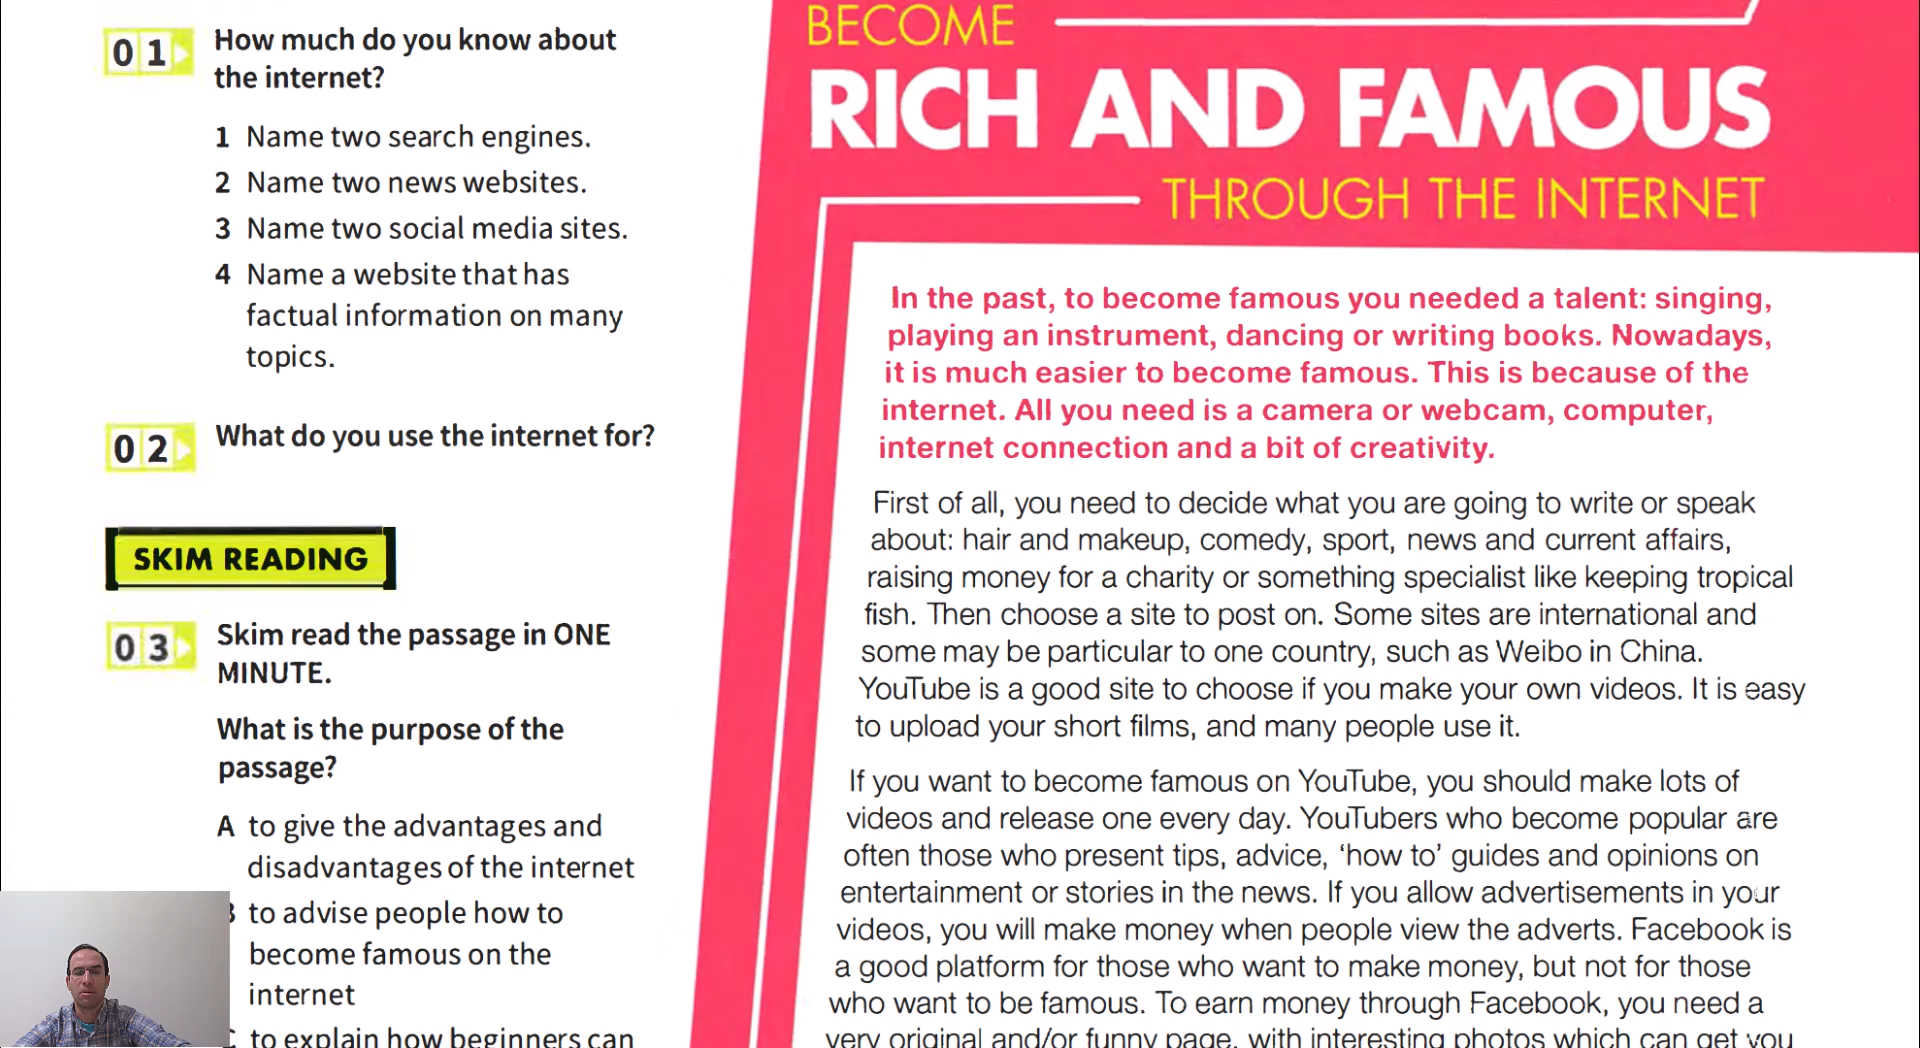 01
How much do you know about
the internet?
1 Name two search engines.
2 Name two news websites.
3 Name two social media sites.
4 Name a website that has
factual information on many
topics.
02
What do you use the internet for?
SKIM READING
03
Skim read the passage in ONE
MINUTE.
What is the purpose of the
passage?
A to give the advantages and
disadvantages of the internet
to advise people how to
become famous on the
internet
to explain how beginners can
BECOME
RICH AND FAMOUS
THROUGH THE INTERNET
In the past, to become famous you needed a talent: singing,
playing an instrument, dancing or writing books. Nowadays,
it is much easier to become famous. This is because of the
internet. All you need is a camera or webcam, computer,
internet connection and a bit of creativity.
First of all, you need to decide what you are going to write or speak
about: hair and makeup, comedy, sport, news and current affairs,
raising money for a charity or something specialist like keeping tropical
fish. Then choose a site to post on. Some sites are international and
some may be particular to one country, such as Weibo in China.
YouTube is a good site to choose if you make your own videos. It is easy
to upload your short films, and many people use it.
If you want to become famous on YouTube, you should make lots of
videos and release one every day. YouTubers who become popular are
often those who present tips, advice, ‘how to’ guides and opinions on
entertainment or stories in the news. If you allow advertisements in your
videos, you will make money when people view the adverts. Facebook is
a good platform for those who want to make money, but not for those
who want to be famous. To earn money through Facebook, you need a
very original and/or funny page, with interesting photos which can get you